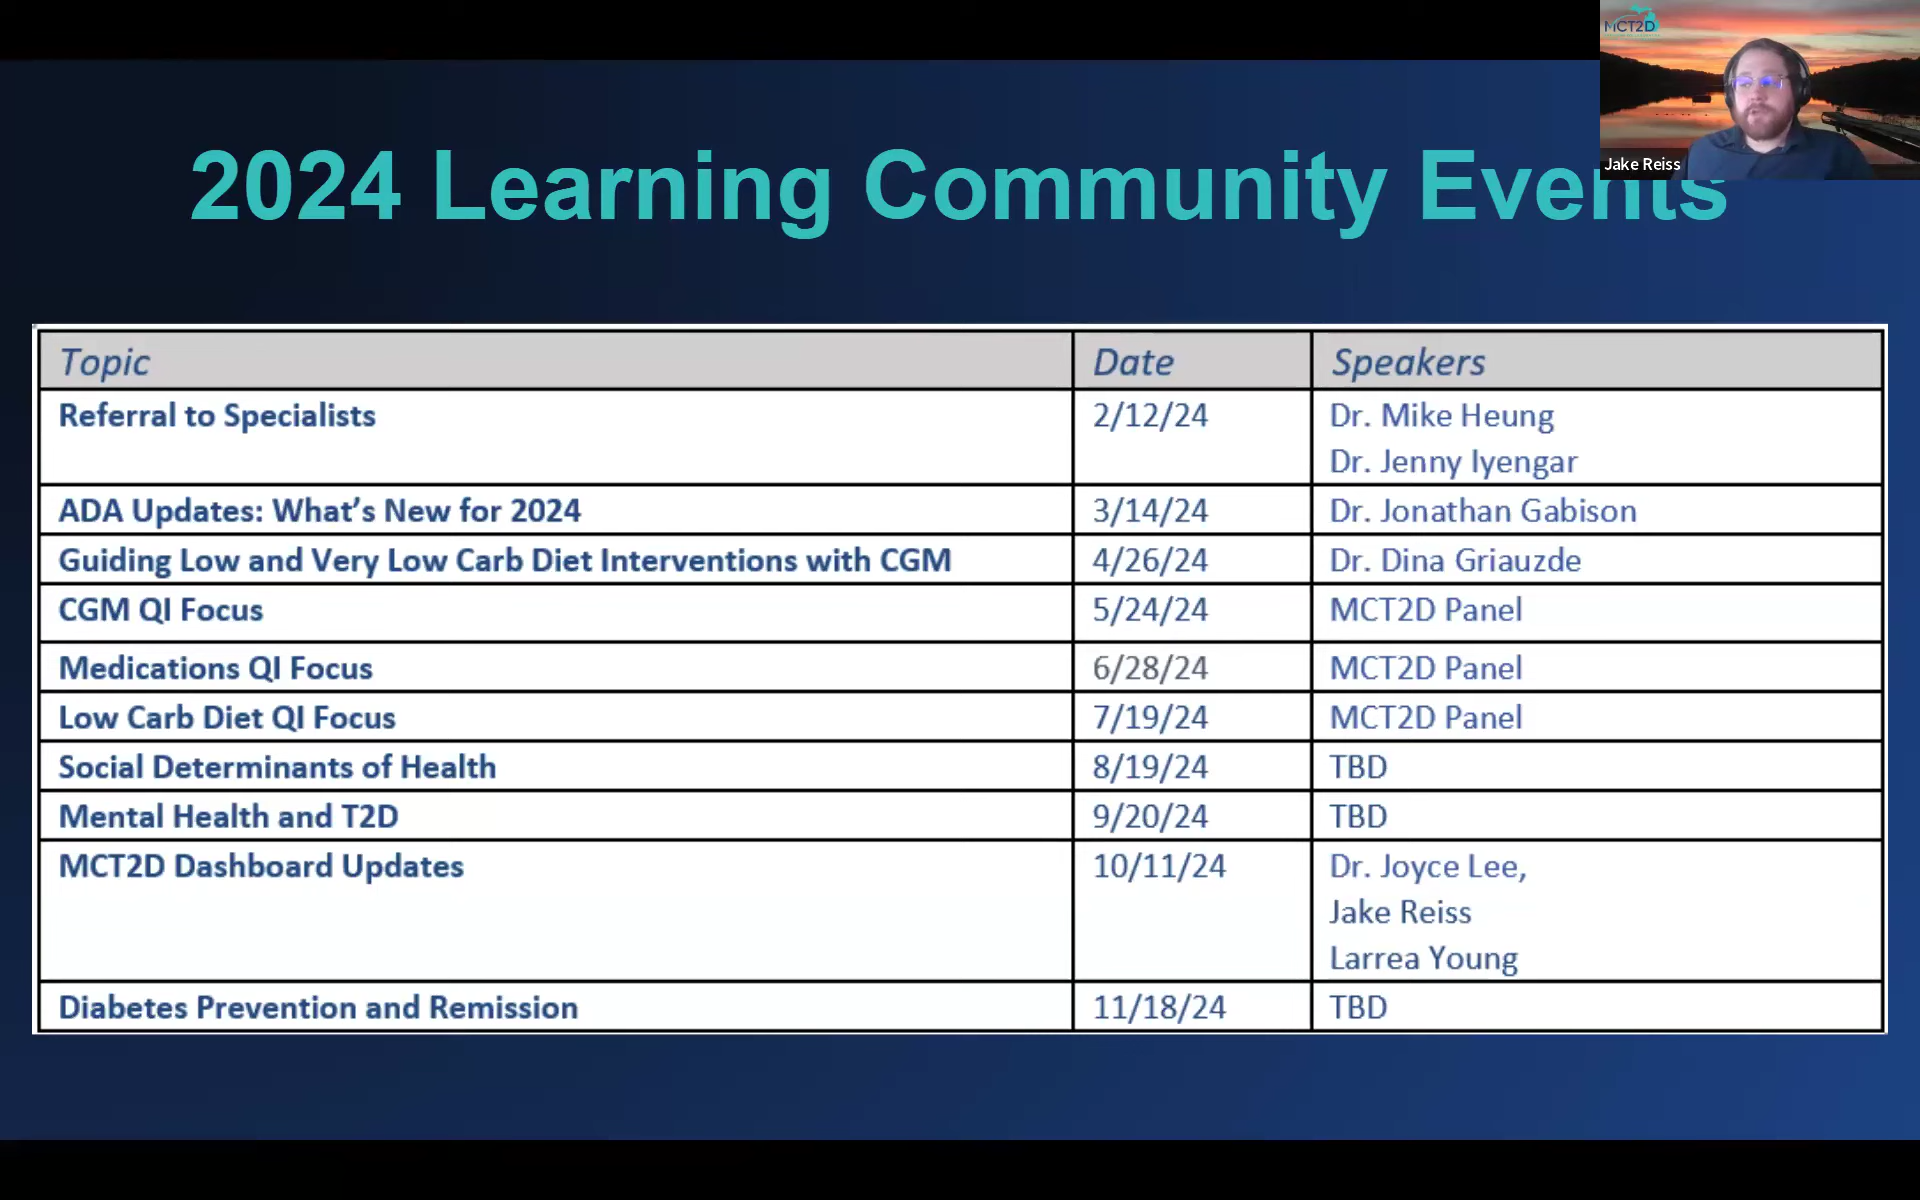 MCT2D
Jake Reiss
2024 Learning Community Events
Topic Date Speakers
Referral to Specialists 2/12/24 Dr. Mike Heung
Dr. Jenny Iyengar
ADA Updates: What’s New for 2024 3/14/24 Dr. Jonathan Gabison
Guiding Low and Very Low Carb Diet Interventions with CGM 4/26/24 Dr. Dina Griauzde
CGM QI Focus 5/24/24 MCT2D Panel
Medications QI Focus 6/28/24 MCT2D Panel
Low Carb Diet QI Focus 7/19/24 MCT2D Panel
Social Determinants of Health 8/19/24 TBD
Mental Health and T2D 9/20/24 TBD
MCT2D Dashboard Updates 10/11/24 Dr. Joyce Lee,
Jake Reiss
Larrea Young
Diabetes Prevention and Remission 11/18/24 TBD